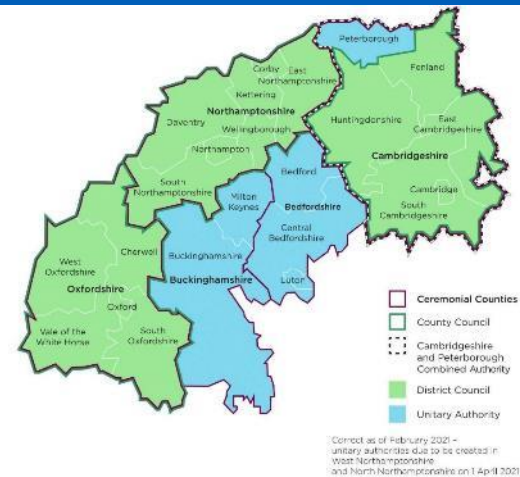 Peterborough
Fenland
Corby
East
Northamptonshire
Kettering
Northamptonshire
Huntingdonshire
East
Cambridgeshire
Daventry
Wellingborough
Cambridgeshire
Northampton
Bedford
South
Northamptonshire
Milton
Keynes
Bedfordshire
Cambridge
South
Cambridgeshire
Central
Bedfordshire
Cherwell
Buckinghamshire
West
Oxfordshire
Buckinghamshire
Luton
Oxfordshire
Oxford
Vale of the
White Horse
South
Oxfordshire
Ceremonial Counties
County Council
Cambridgeshire
and Peterborough
Combined Authority
District Council
Unitary Authority
Correct as of February 2021 –
unitary authorities due to be created in
West Northamptonshire
and North Northamptonshire on 1 April 2021